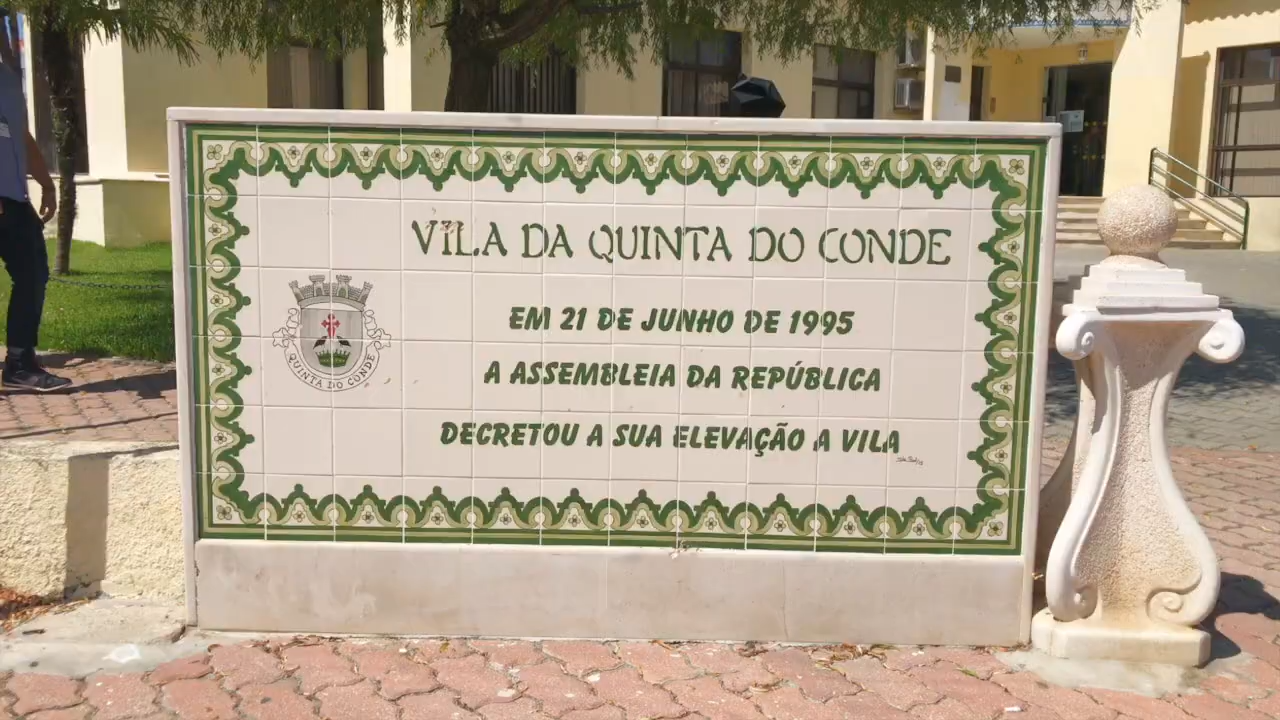 VILA DA QUINTA DO CONDE
EM 21 DE JUNHO DE 1995
A ASSEMBLEIA DA REPÚBLICA
DECRETOU A SUA ELEVAÇÃO A VILA
QUINTA DO CONDE